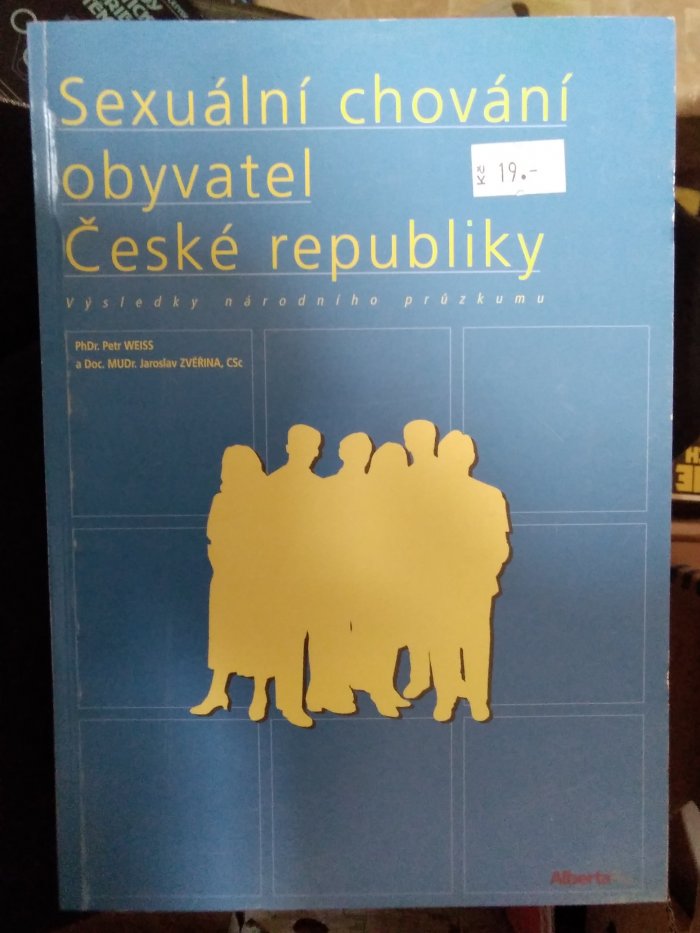 Sexuální chování
obyvatel
České republiky
Kč 19.-
Výsledky národního průzkumu
PhDr. Petr WEISS
a Doc. MUDr. Jaroslav ZVĚŘINA, CSc
Alberta